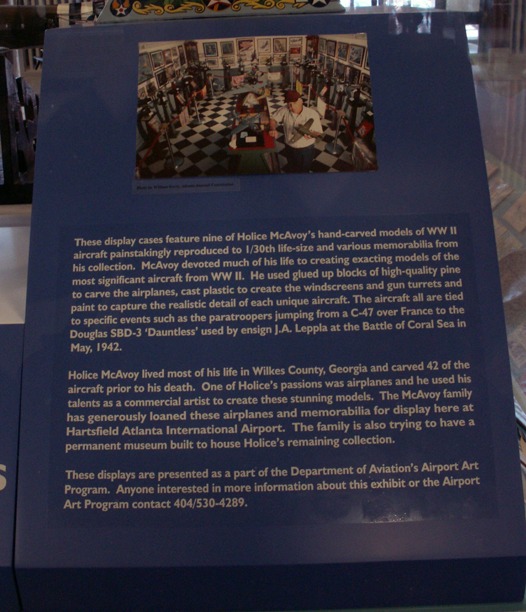 These display cases feature nine of Holice McAvoy's hand-carved models of WW II
aircraft painstakingly reproduced to 1/30th life-size and various memorabilia from
his collection. McAvoy devoted much of his life to creating exacting models of the
most significant aircraft from WW II. He used glued up blocks of high-quality pine
to carve the airplanes, cast plastic to create the windscreens and gun turrets and
paint to capture the realistic detail of each unique aircraft. The aircraft all are tied
to specific events such as the paratroopers jumping from a C-47 over France to the
Douglas SBD-3 'Dauntless' used by ensign J.A. Leppla at the Battle of Coral Sea in
May, 1942.
Holice McAvoy lived most of his life in Wilkes County, Georgia and carved 42 of the
aircraft prior to his death. One of Holice's passions was airplanes and he used his
talents as a commercial artist to create these stunning models. The McAvoy family
has generously loaned these airplanes and memorabilia for display here at
Hartsfield Atlanta International Airport. The family is also trying to have a
permanent museum built to house Holice's remaining collection.
These displays are presented as a part of the Department of Aviation's Airport Art
Program. Anyone interested in more information about this exhibit or the Airport
Art Program contact 404/530-4289.